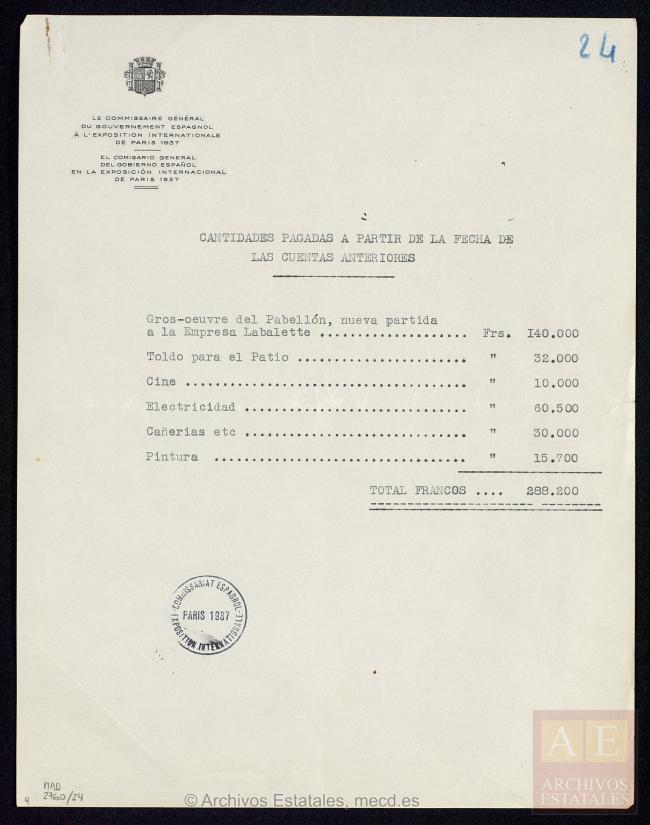 24
LE COMMISSAIRE GÉNÉRAL
DU GOUVERNEMENT ESPAGNOL
À L'EXPOSITION INTERNATIONALE
DE PARIS 1937
EL COMISARIO GENERAL
DEL GOBIERNO ESPAÑOL
EN LA EXPOSICIÓN INTERNACIONAL
DE PARIS 1937
CANTIDADES PAGADAS A PARTIR DE LA FECHA DE
LAS CUENTAS ANTERIORES
Gros-oeuvre del Pabellón, nueva partida
a la Empresa Labalette .................... Frs. I40.000
Toldo para el Patio ....................... " 32.000
Cine ...................................... " 10.000
Electricidad .............................. " 60.500
Cañerias etc .............................. " 30.000
Pintura .................................. " 15.700
TOTAL FRANCOS .... 288.200
COMMISSARIAT ESPAGNOL
PARIS 1937
EXPOSITION INTERNATIONALE
MAD
2760/24
4
© Archivos Estatales, mecd.es
AE
ARCHIVOS
ESTATALES